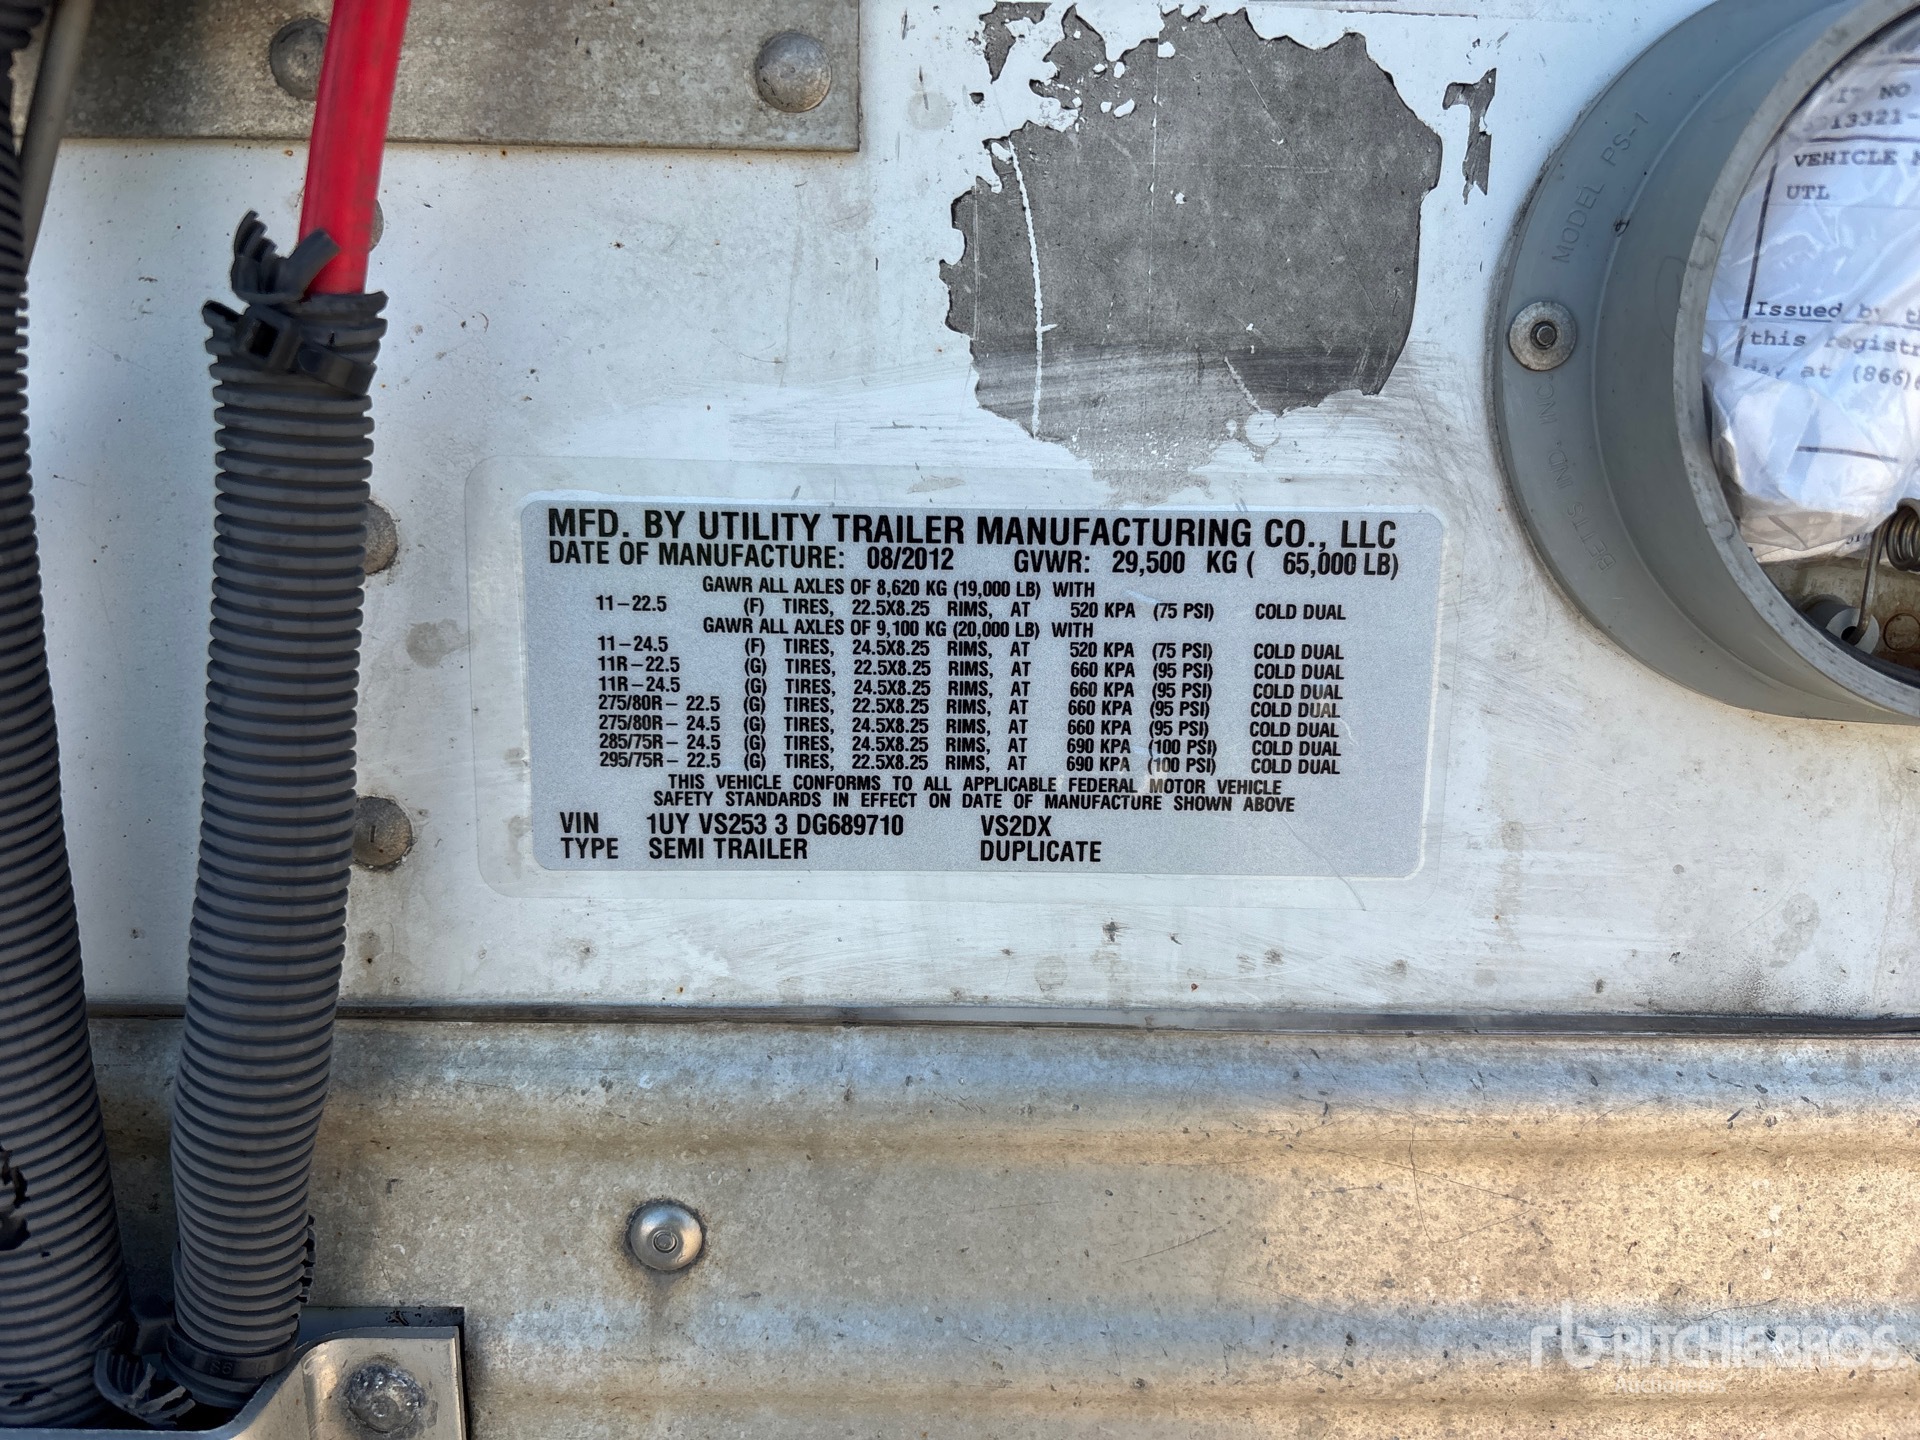 MFD. BY UTILITY TRAILER MANUFACTURING CO., LLC
DATE OF MANUFACTURE: 08/2012 GVWR: 29,500 KG ( 65,000 LB)
GAWR ALL AXLES OF 8,620 KG (19,000 LB) WITH
11-22.5 (F) TIRES, 22.5X8.25 RIMS, AT 520 KPA (75 PSI) COLD DUAL
GAWR ALL AXLES OF 9,100 KG (20,000 LB) WITH
11-24.5 (F) TIRES, 24.5X8.25 RIMS, AT 520 KPA (75 PSI) COLD DUAL
11R-22.5 (G) TIRES, 22.5X8.25 RIMS, AT 660 KPA (95 PSI) COLD DUAL
11R-24.5 (G) TIRES, 24.5X8.25 RIMS, AT 660 KPA (95 PSI) COLD DUAL
275/80R- 22.5 (G) TIRES, 22.5X8.25 RIMS, AT 660 KPA (95 PSI) COLD DUAL
275/80R- 24.5 (G) TIRES, 24.5X8.25 RIMS, AT 660 KPA (95 PSI) COLD DUAL
285/75R- 24.5 (G) TIRES, 24.5X8.25 RIMS, AT 690 KPA (100 PSI) COLD DUAL
295/75R- 22.5 (G) TIRES, 22.5X8.25 RIMS, AT 690 KPA (100 PSI) COLD DUAL
THIS VEHICLE CONFORMS TO ALL APPLICABLE FEDERAL MOTOR VEHICLE
SAFETY STANDARDS IN EFFECT ON DATE OF MANUFACTURE SHOWN ABOVE
VIN 1UY VS253 3 DG689710 VS2DX
TYPE SEMI TRAILER DUPLICATE
MODEL PS-1
BETTS IND. INC.
NO
13321-
VEHICLE
UTL
Issued by
this
at (866)
RITCHIE BROS.
Auctioneers